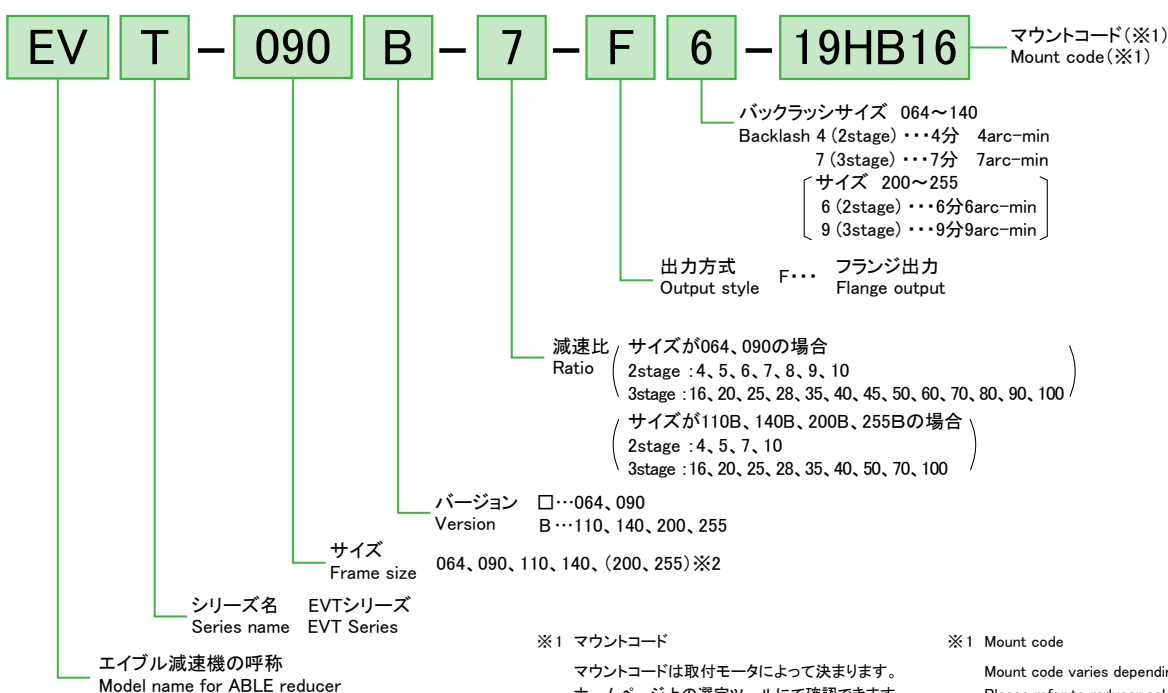 EV T - 090 B - 7 - F 6 - 19HB16
マウントコード(※1)
Mount code(※1)
バックラッシサイズ 064～140
Backlash 4 (2stage) ・・・4分 4arc-min
7 (3stage) ・・・7分 7arc-min
サイズ 200～255
6 (2stage) ・・・6分6arc-min
9 (3stage) ・・・9分9arc-min
出力方式 F・・・ フランジ出力
Output style Flange output
減速比 サイズが064、090の場合
Ratio 2stage :4、5、6、7、8、9、10
3stage :16、20、25、28、35、40、45、50、60、70、80、90、100
サイズが110B、140B、200B、255Bの場合
2stage :4、5、7、10
3stage :16、20、25、28、35、40、50、70、100
バージョン □…064、090
Version B…110、140、200、255
サイズ
Frame size 064、090、110、140、(200、255)※2
シリーズ名 EVTシリーズ
Series name EVT Series
エイブル減速機の呼称
Model name for ABLE reducer
※1 マウントコード
マウントコードは取付モータによって決まります。
※1 Mount code
Mount code varies dependin